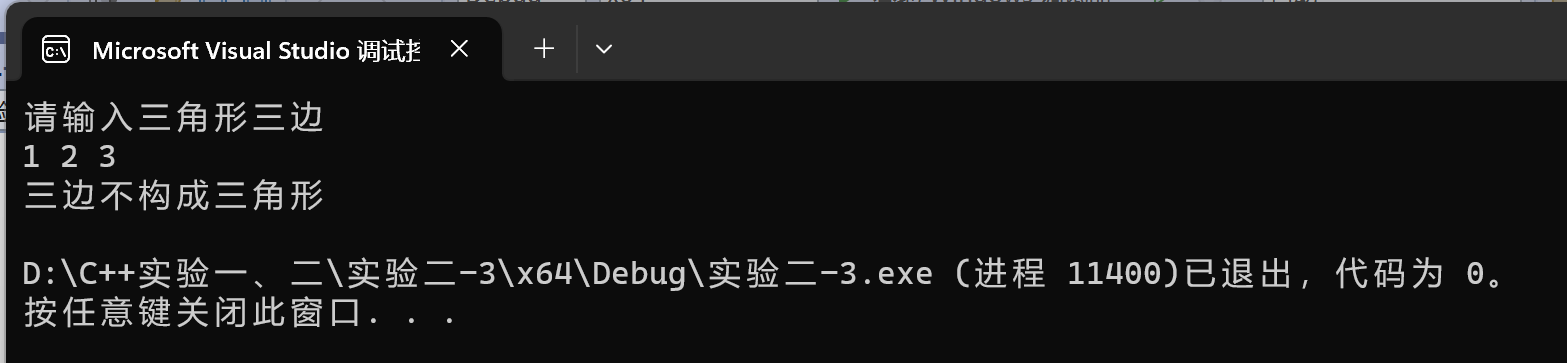 Microsoft Visual Studio 调试控
请输入三角形三边
1 2 3
三边不构成三角形
D:\C++实验一、二\实验二-3\x64\Debug\实验二-3.exe (进程 11400)已退出，代码为 0。
按任意键关闭此窗口. . .